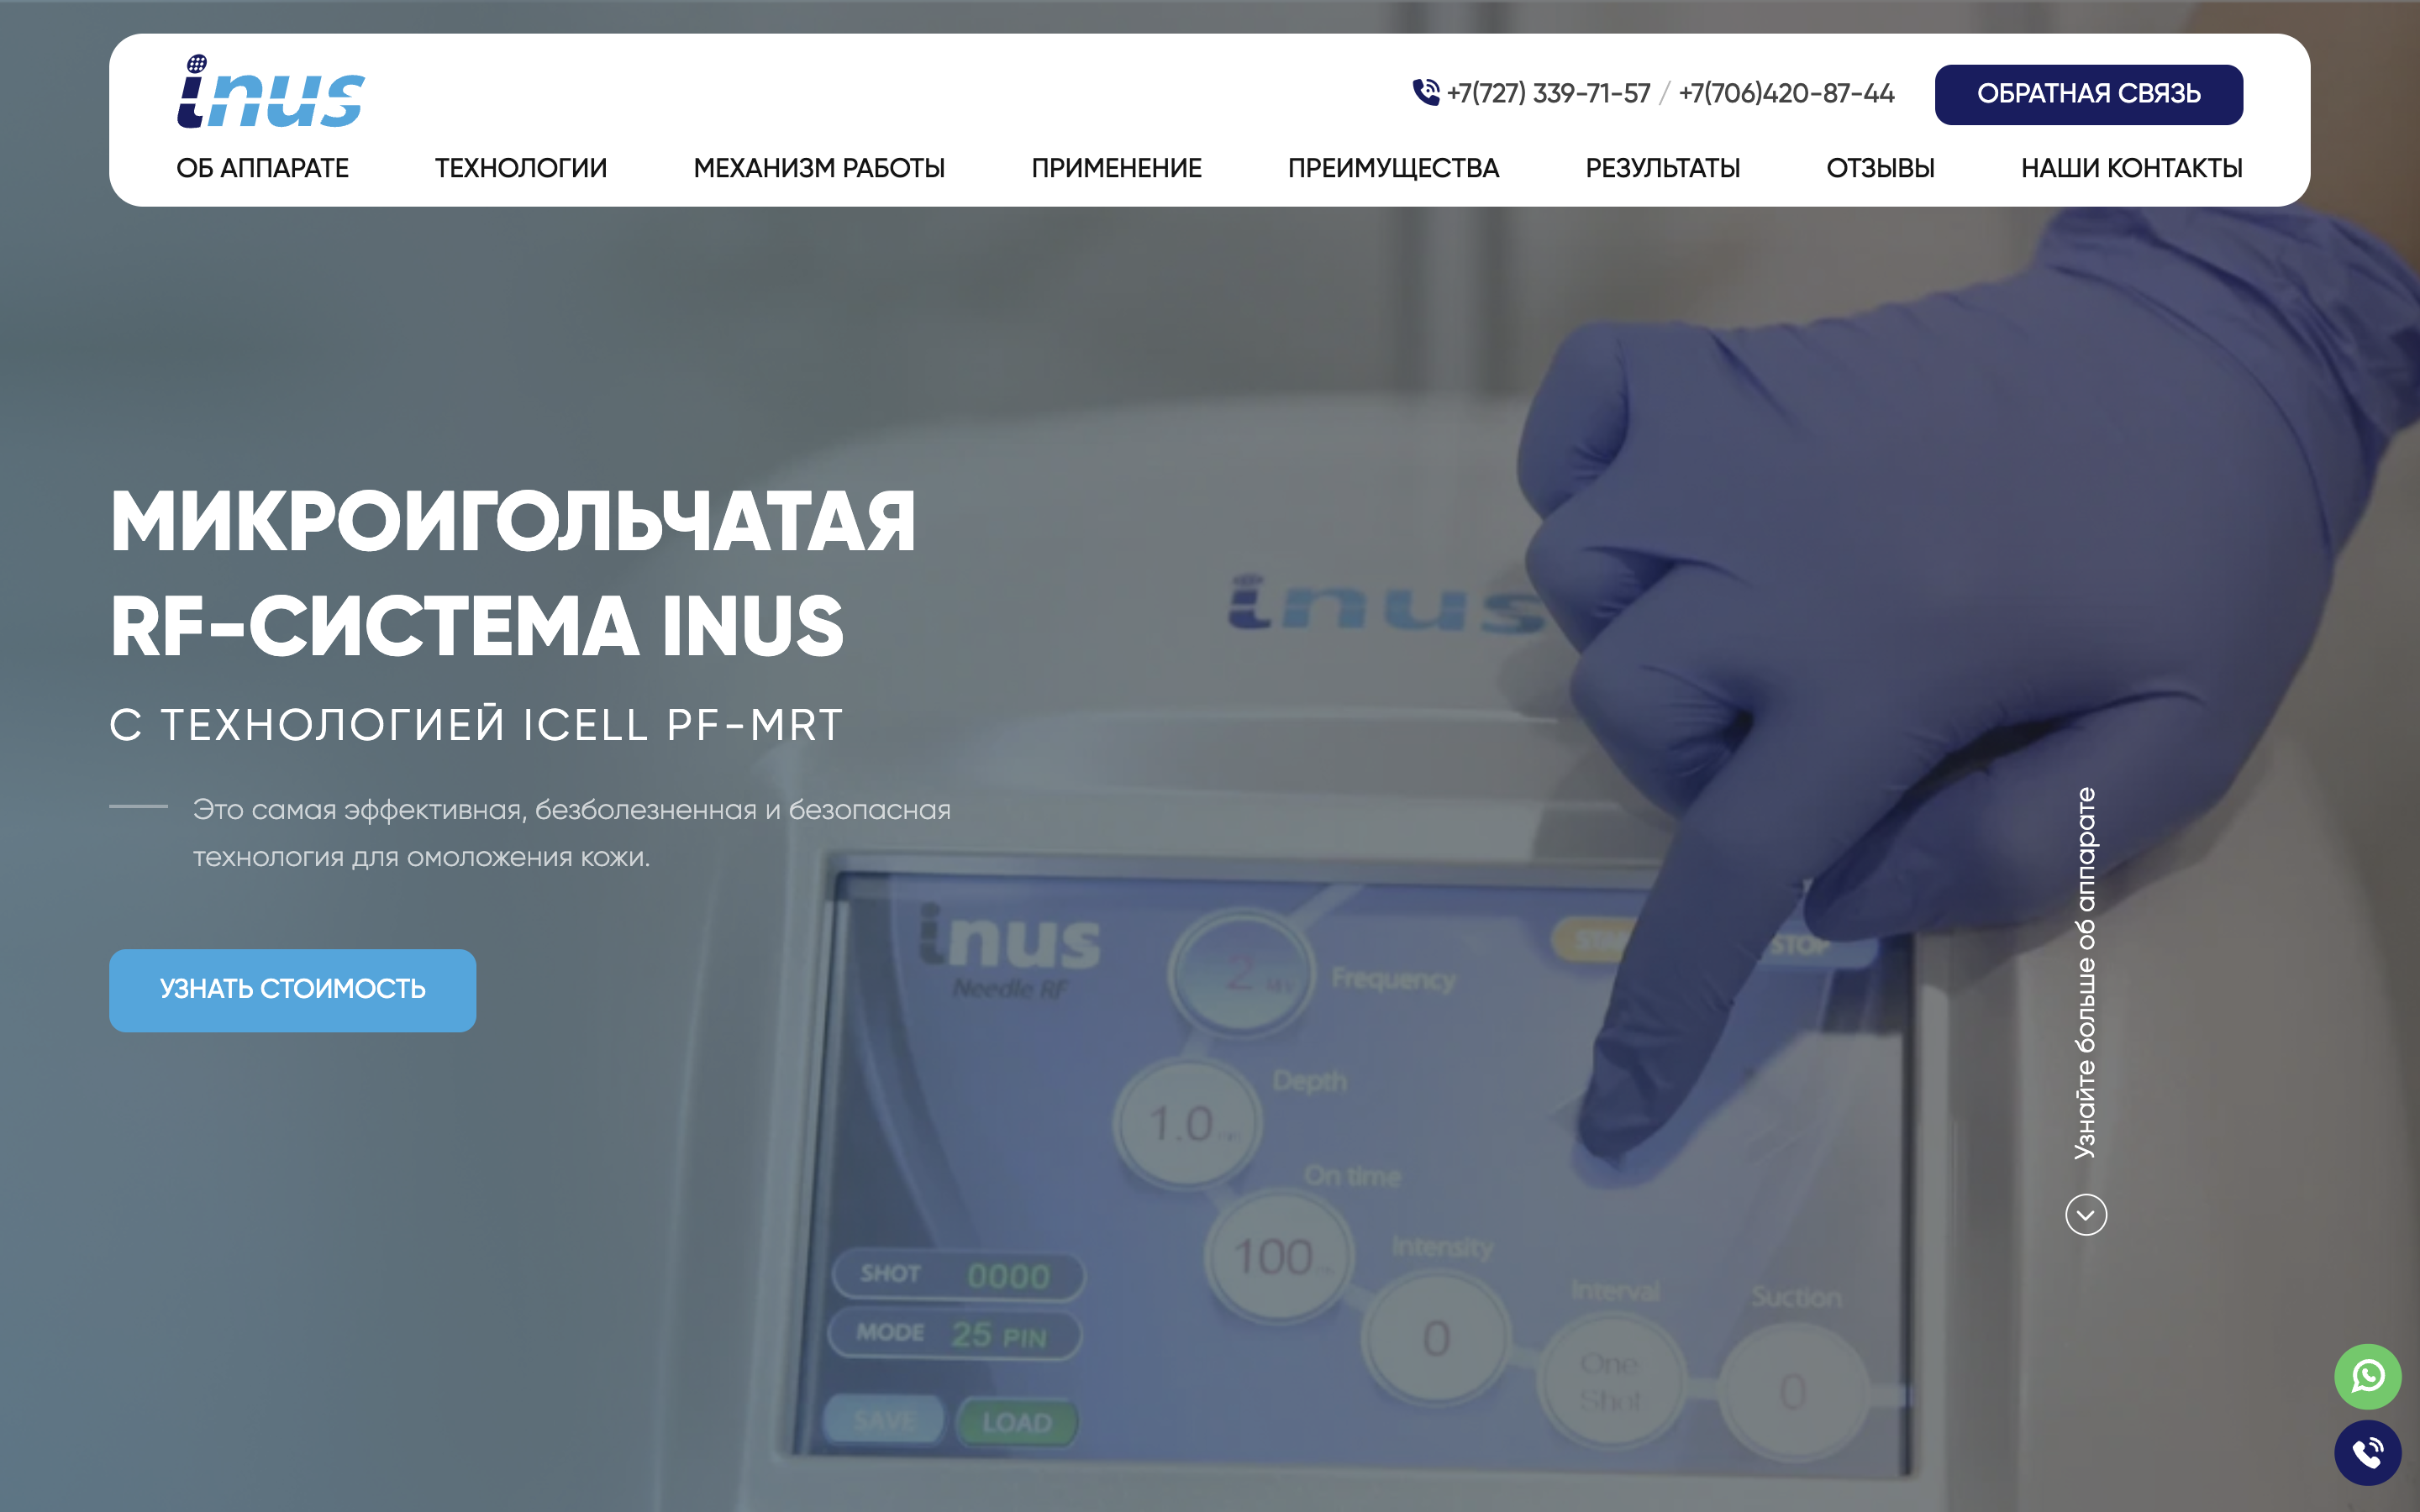 inus
+7(727) 339-71-57 / +7(706)420-87-44
ОБРАТНАЯ СВЯЗЬ
ОБ АППАРАТЕ ТЕХНОЛОГИИ МЕХАНИЗМ РАБОТЫ ПРИМЕНЕНИЕ ПРЕИМУЩЕСТВА РЕЗУЛЬТАТЫ ОТЗЫВЫ НАШИ КОНТАКТЫ
МИКРОИГОЛЬЧАТАЯ
RF-СИСТЕМА INUS
С ТЕХНОЛОГИЕЙ ICELL PF-MRT
Это самая эффективная, безболезненная и безопасная
технология для омоложения кожи.
УЗНАТЬ СТОИМОСТЬ
Узнайте больше об аппарате
inus
inus
Needle RF
2
Frequency
STOP
Depth
1.0
On time
100
Intensity
0
Interval
One
Shot
Suction
0
SHOT 0000
MODE 25 PIN
SAVE LOAD